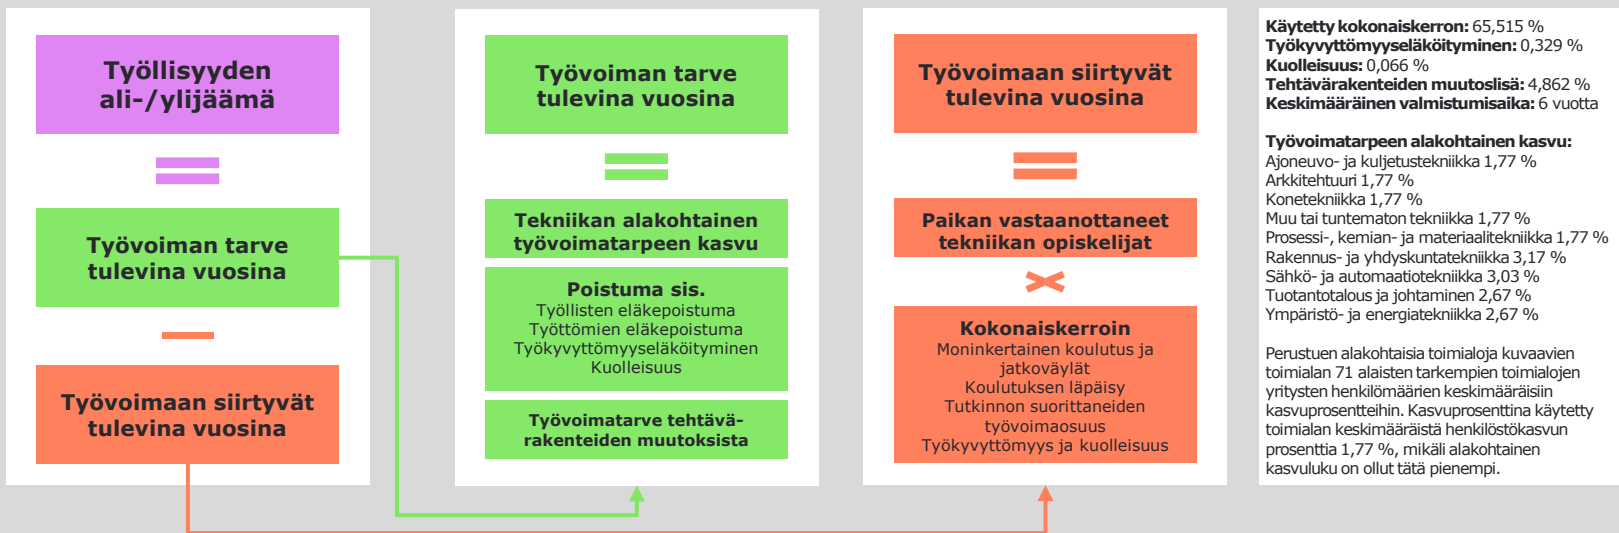 Työllisyyden
ali-/ylijäämä
Työvoiman tarve
tulevina vuosina
Työvoimaan siirtyvät
tulevina vuosina
Työvoiman tarve
tulevina vuosina
Tekniikan alakohtainen
työvoimatarpeen kasvu
Poistuma sis.
Työllisten eläkepoistuma
Työttömien eläkepoistuma
Työkyvyttömyyseläköityminen
Kuolleisuus
Työvoimatarve tehtävä-
rakenteiden muutoksista
Työvoimaan siirtyvät
tulevina vuosina
Paikan vastaanottaneet
tekniikan opiskelijat
Kokonaiskerroin
Moninkertainen koulutus ja
jatkoväylät
Koulutuksen läpäisy
Tutkinnon suorittaneiden
työvoimaosuus
Työkyvyttömyys ja kuolleisuus
Käytetty kokonaiskerron: 65,515 %
Työkyvyttömyyseläköityminen: 0,329 %
Kuolleisuus: 0,066 %
Tehtävärakenteiden muutoslisä: 4,862 %
Keskimääräinen valmistumisaika: 6 vuotta
Työvoimatarpeen alakohtainen kasvu:
Ajoneuvo- ja kuljetustekniikka 1,77 %
Arkkitehtuuri 1,77 %
Konetekniikka 1,77 %
Muu tai tuntematon tekniikka 1,77 %
Prosessi-, kemian- ja materiaalitekniikka 1,77 %
Rakennus- ja yhdyskuntatekniikka 3,17 %
Sähkö- ja automaatiotekniikka 3,03 %
Tuotantotalous ja johtaminen 2,67 %
Ympäristö- ja energiatekniikka 2,67 %
Perustuen alakohtaisia toimialoja kuvaavien
toimialan 71 alaisten tarkempien toimialojen
yritysten henkilömäärien keskimääräisiin
kasvuprosentteihin. Kasvuprosenttina käytetty
toimialan keskimääräistä henkilöstökasvun
prosenttia 1,77 %, mikäli alakohtainen
kasvuluku on ollut tätä pienempi.